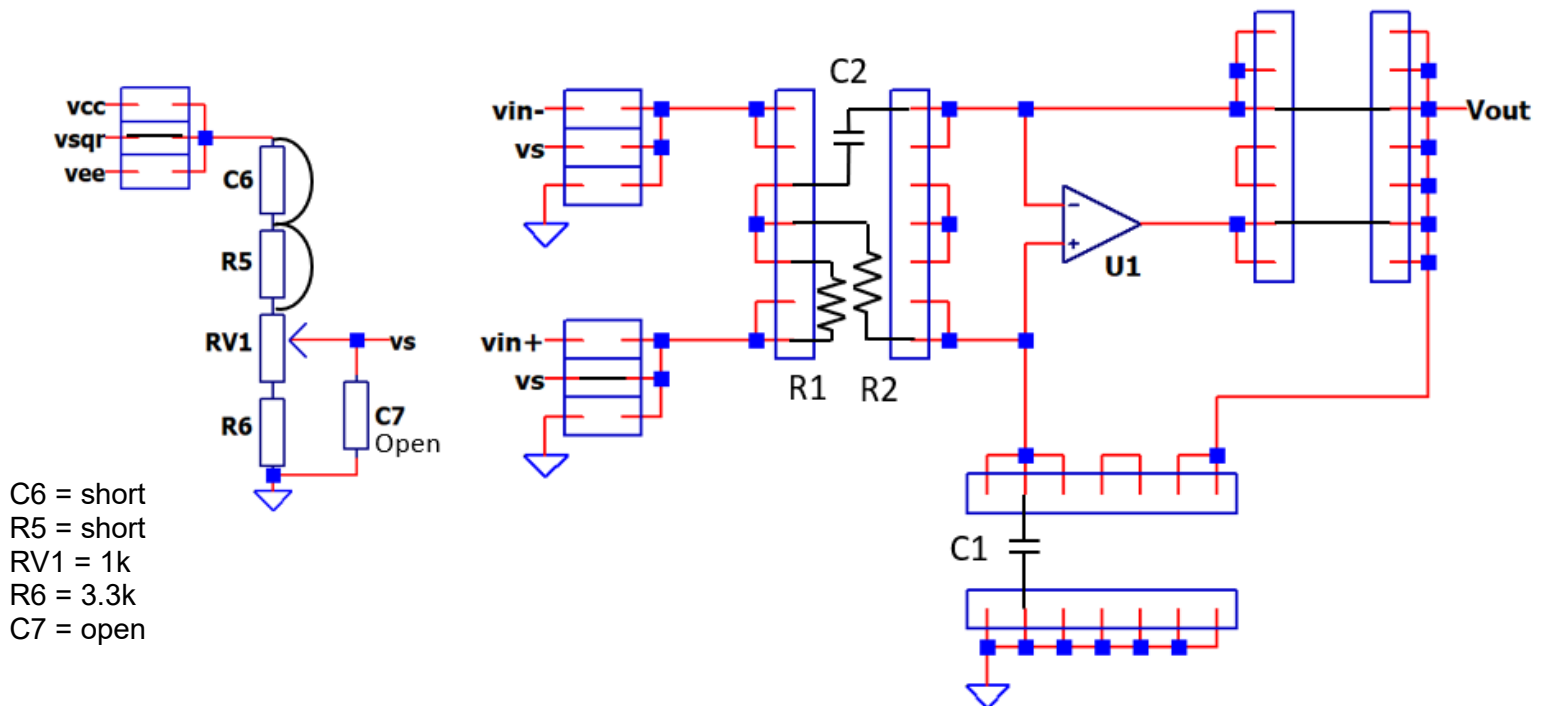 vcc
vsqr
vee
C6
R5
RV1
vs
R6
C7
Open
C6 = short
R5 = short
RV1 = 1k
R6 = 3.3k
C7 = open
vin-
vs
vin+
vs
C2
R1
R2
−
+
U1
Vout
C1